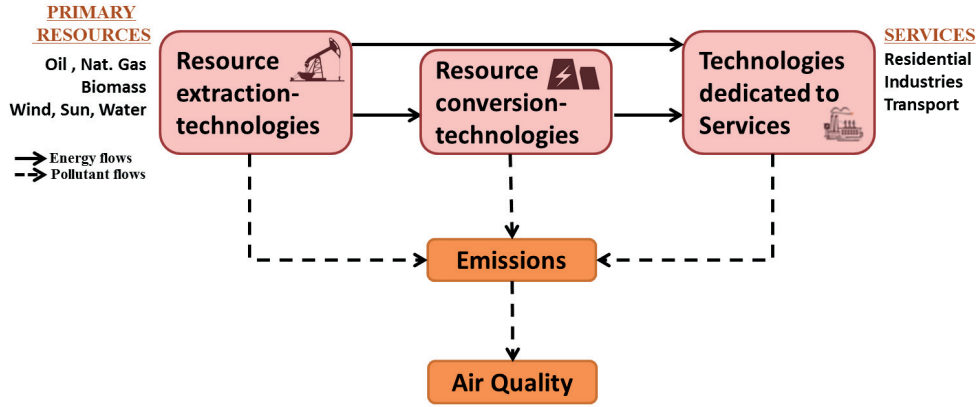 PRIMARY
RESOURCES
Oil , Nat. Gas
Biomass
Wind, Sun, Water
Resource
extraction-
technologies
Resource
conversion-
technologies
Technologies
dedicated to
Services
SERVICES
Residential
Industries
Transport
Energy flows
Pollutant flows
Emissions
Air Quality